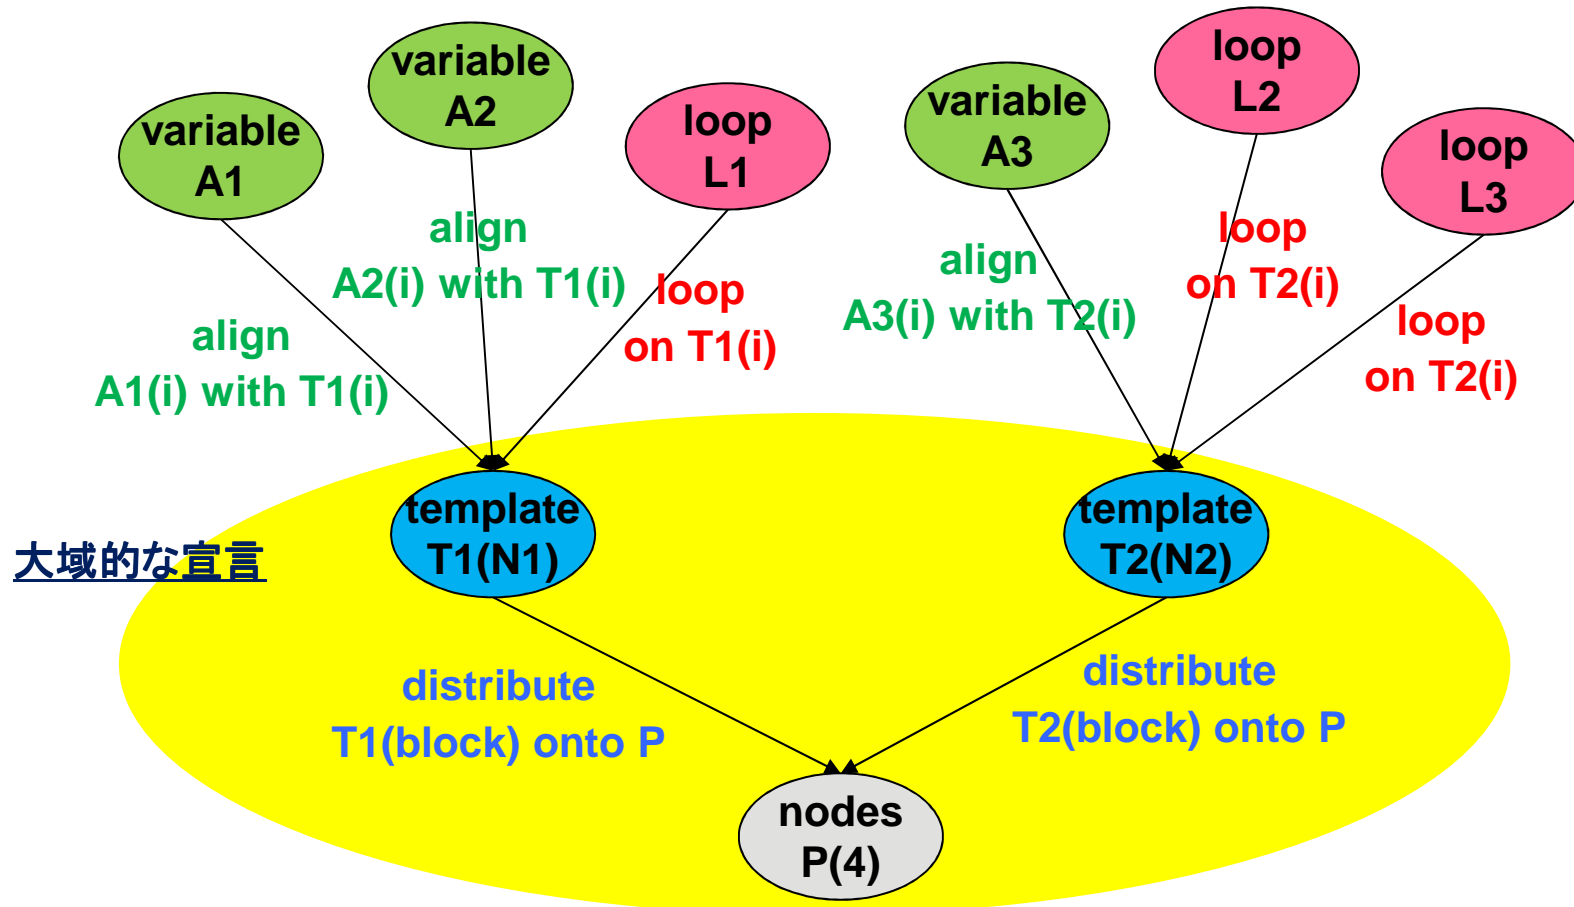 variable
A1
variable
A2
loop
L1
variable
A3
loop
L2
loop
L3
align
A1(i) with T1(i)
align
A2(i) with T1(i)
loop
on T1(i)
align
A3(i) with T2(i)
loop
on T2(i)
loop
on T2(i)
大域的な宣言
template
T1(N1)
template
T2(N2)
distribute
T1(block) onto P
distribute
T2(block) onto P
nodes
P(4)